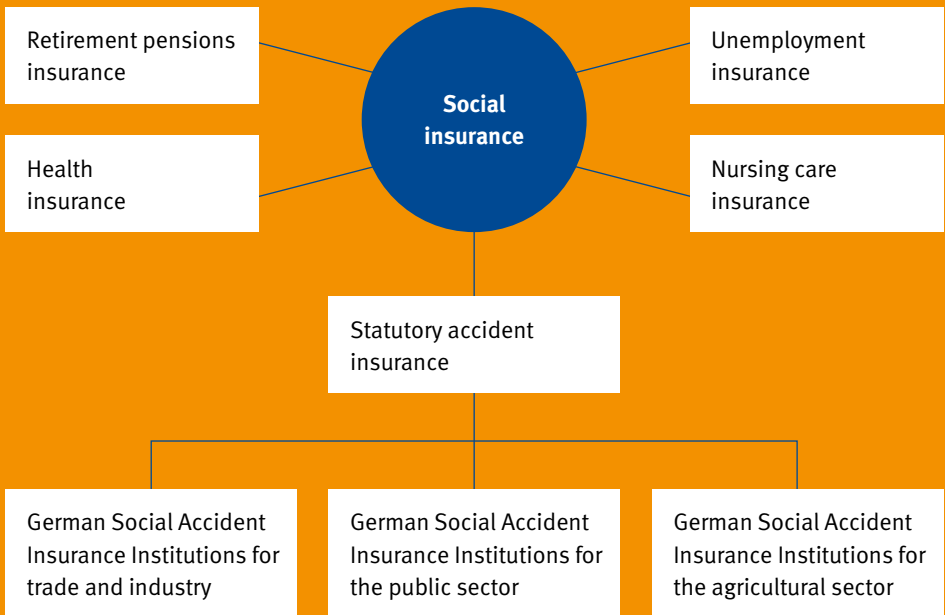 Retirement pensions
insurance
Social
insurance
Unemployment
insurance
Health
insurance
Nursing care
insurance
Statutory accident
insurance
German Social Accident
Insurance Institutions for
trade and industry
German Social Accident
Insurance Institutions for
the public sector
German Social Accident
Insurance Institutions for
the agricultural sector